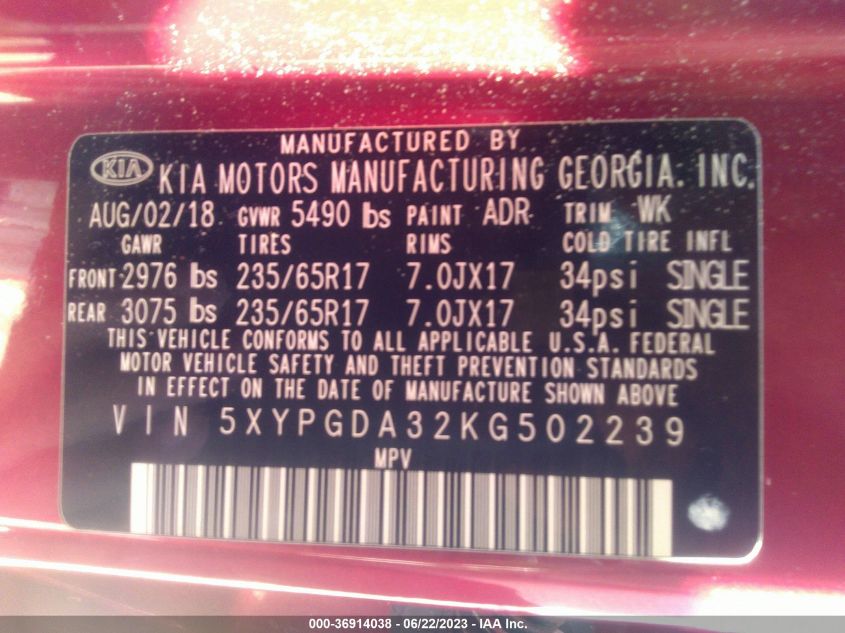 MANUFACTURED BY
KIA KIA MOTORS MANUFACTURING GEORGIA. INC.
AUG/02/18 GVWR 5490 lbs PAINT ADR TRIM WK
GAWR TIRES RIMS COLD TIRE INFL
FRONT 2976 lbs 235/65R17 7.0JX17 34psi SINGLE
REAR 3075 lbs 235/65R17 7.0JX17 34psi SINGLE
THIS VEHICLE CONFORMS TO ALL APPLICABLE U.S.A. FEDERAL
MOTOR VEHICLE SAFETY AND THEFT PREVENTION STANDARDS
IN EFFECT ON THE DATE OF MANUFACTURE SHOWN ABOVE
VIN 5XYPGDA32KG502239
MPV
000-36914038 - 06/22/2023 - IAA Inc.